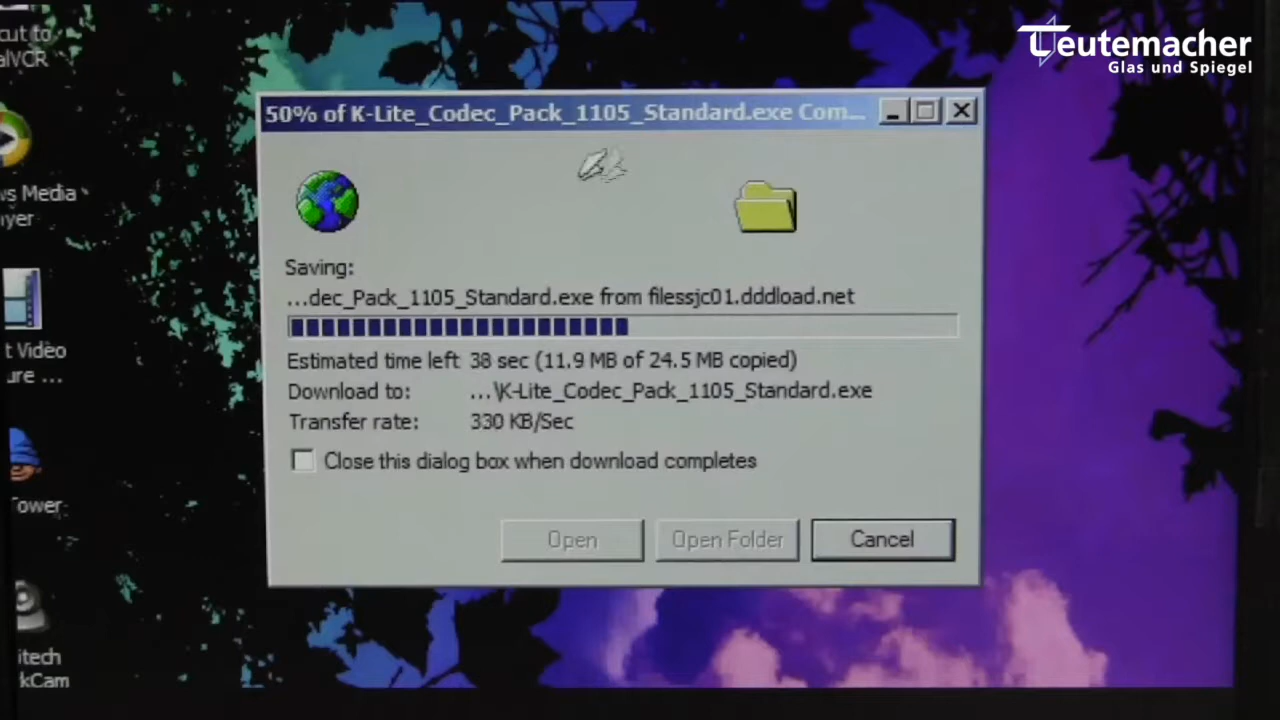 Teutemacher
Glas und Spiegel
cut to
alVCR
50% of K-Lite_Codec_Pack_1105_Standard.exe Com...
ws Media
ayer
Saving:
...dec_Pack_1105_Standard.exe from filessjc01.dddload.net
Estimated time left 38 sec (11.9 MB of 24.5 MB copied)
t Video
ure ...
Download to: ...\K-Lite_Codec_Pack_1105_Standard.exe
Transfer rate: 330 KB/Sec
Close this dialog box when download completes
Tower
Open Open Folder Cancel
itech
kCam